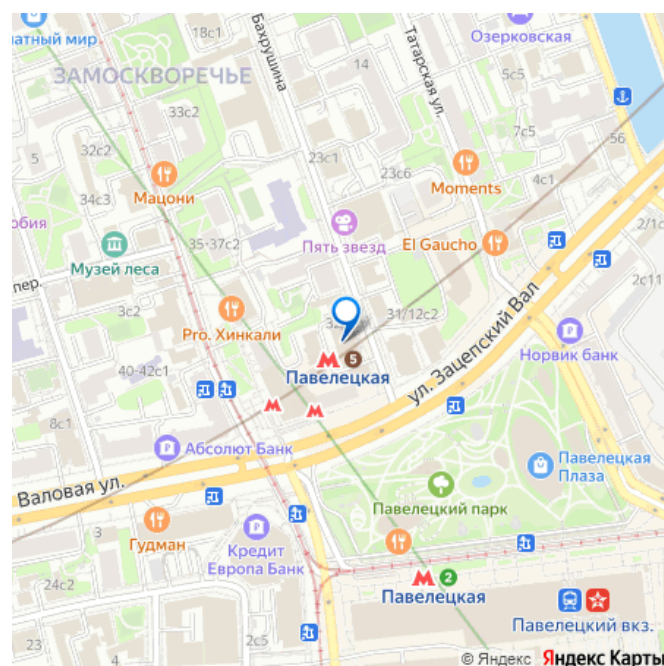 атный мир
18с1
Бахрушина
Татарская ул.
Озерковская
ЗАМОСКВОРЕЧЬЕ
14
5с5
33с2
7с5
56
5
32с2
23с1
Мацони
23с6
Moments
4с1
34с3
обия
35-37с2
Пять звезд
El Gaucho
2/1с
Музей леса
пер.
2с11
3с2
Pro. Хинкали
31/12с2
ул. Зацепский Вал
Норвик банк
5
Павелецкая
40-42с1
8с1
Абсолют Банк
Павелецкая
Плаза
Валовая ул.
Павелецкий парк
Гудман
Кредит
Европа Банк
24с2
2
Павелецкая
Павелецкий вкз.
23
2с5
© Яндекс Яндекс Карты